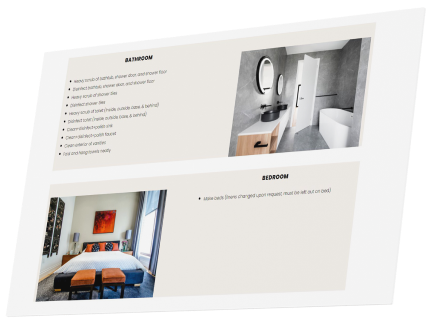 BATHROOM
Heavy scrub of bathtub, shower door, and shower floor
Disinfect bathtub, shower door, and shower floor
Heavy scrub of shower tiles
Disinfect shower tiles
Heavy scrub of toilet (inside, outside, base, & behind)
Disinfect toilet (inside, outside, base, & behind)
Clean disinfect+polish sink
Clean disinfect+polish faucets
Clean exterior of vanities
Fold and hang towels neatly
BEDROOM
Make beds (linens changed upon request, must be left out on bed)